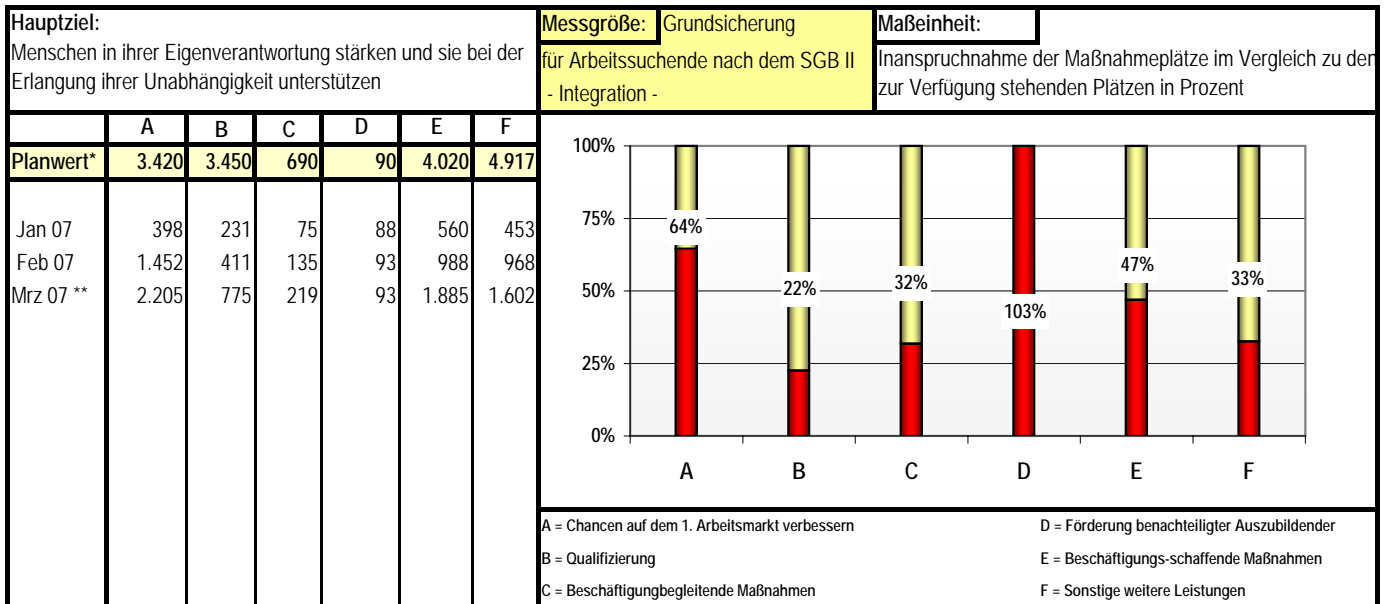 Hauptziel:
Menschen in ihrer Eigenverantwortung stärken und sie bei der
Erlangung ihrer Unabhängigkeit unterstützen
Messgröße: Grundsicherung
für Arbeitssuchende nach dem SGB II
- Integration -
Maßeinheit:
Inanspruchnahme der Maßnahmeplätze im Vergleich zu den
zur Verfügung stehenden Plätzen in Prozent
A B C D E F
Planwert* 3.420 3.450 690 90 4.020 4.917
Jan 07 398 231 75 88 560 453
Feb 07 1.452 411 135 93 988 968
Mrz 07 ** 2.205 775 219 93 1.885 1.602
100%
75%
50%
25%
0%
64%
22%
32%
103%
47%
33%
A B C D E F
A = Chancen auf dem 1. Arbeitsmarkt verbessern
B = Qualifizierung
C = Beschäftigungbegleitende Maßnahmen
D = Förderung benachteiligter Auszubildender
E = Beschäftigungs-schaffende Maßnahmen
F = Sonstige weitere Leistungen